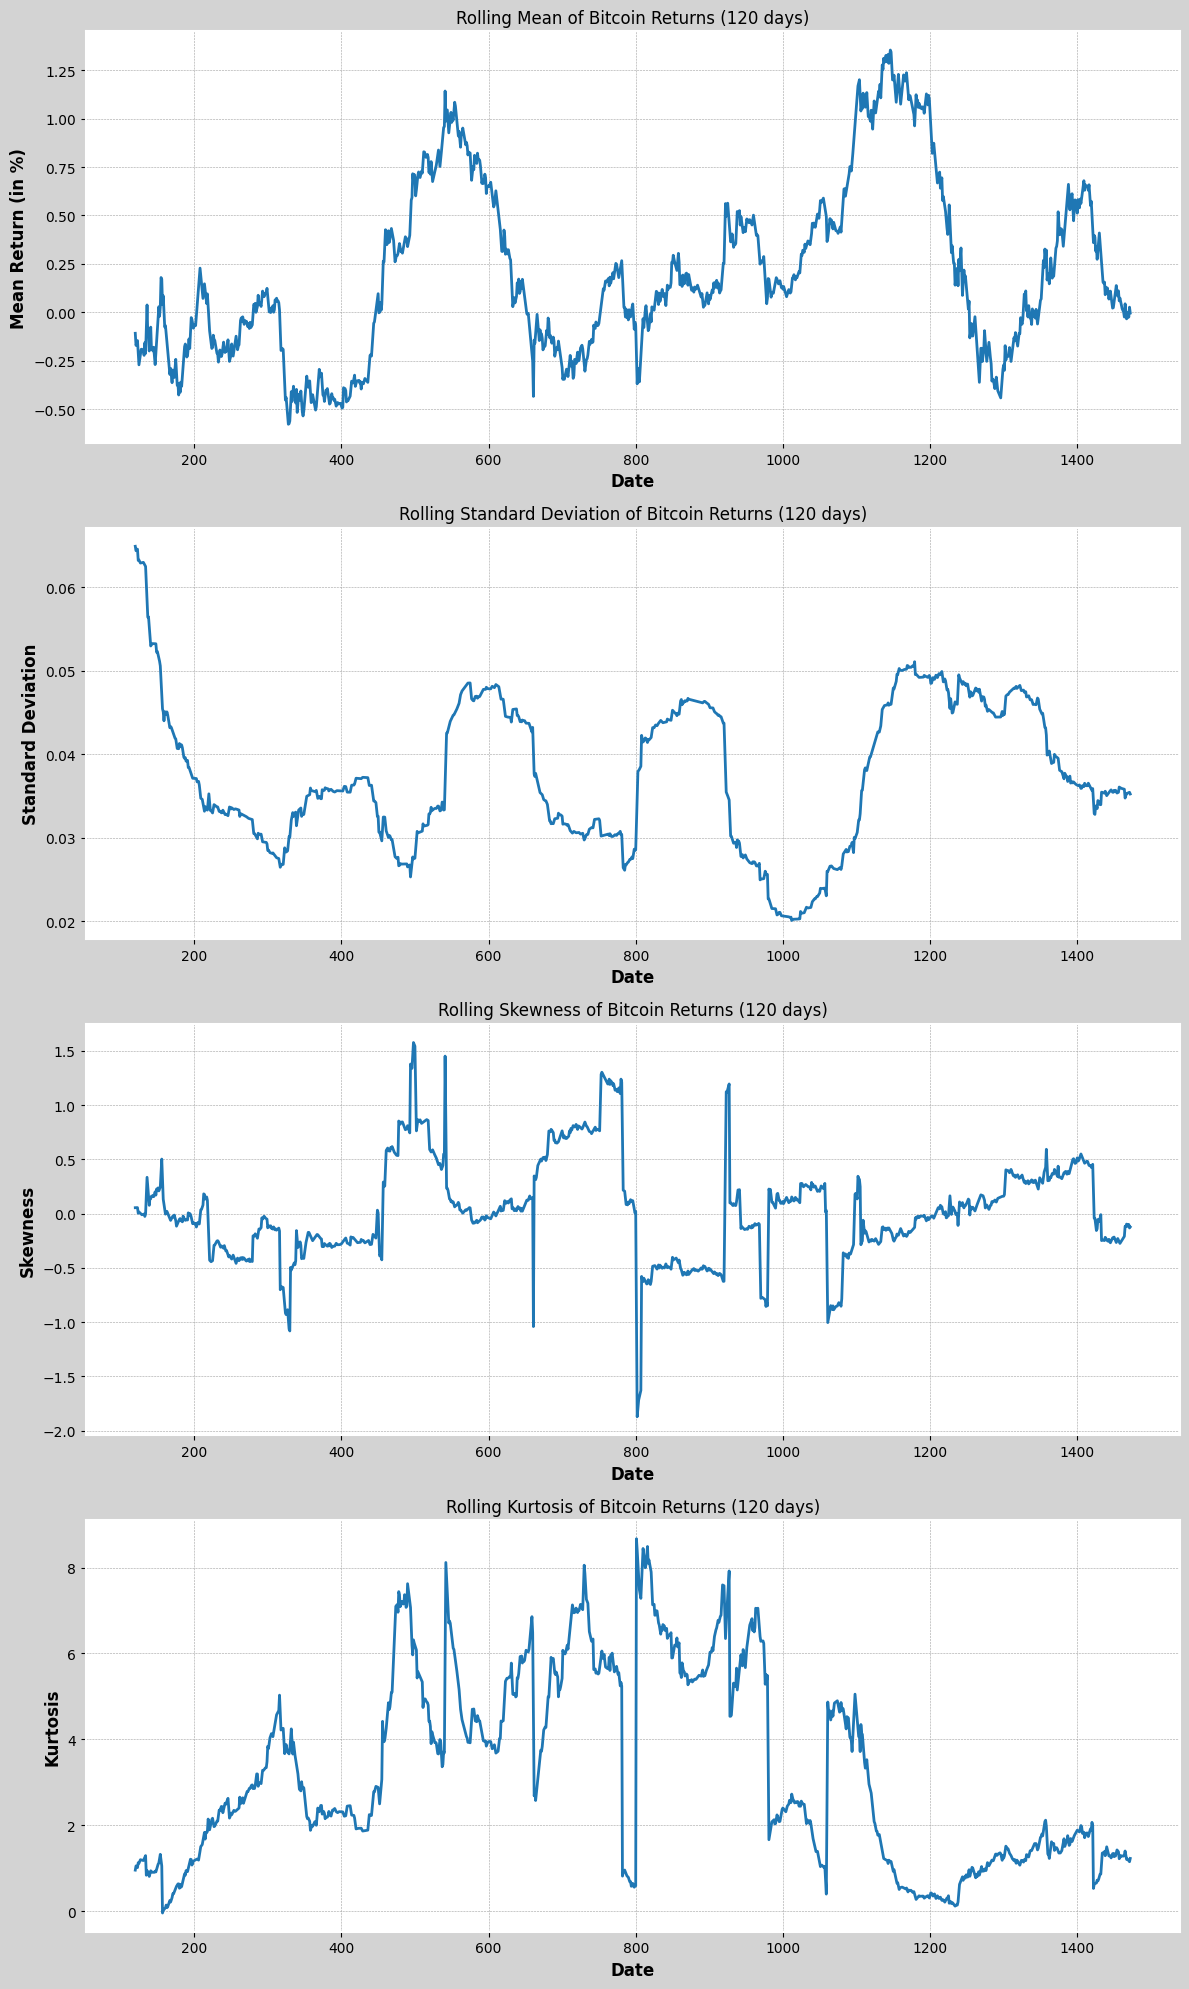 Rolling Mean of Bitcoin Returns (120 days)
Mean Return (in %)
1.25
1.00
0.75
0.50
0.25
0.00
−0.25
−0.50
200 400 600 800 1000 1200 1400
Date
Rolling Standard Deviation of Bitcoin Returns (120 days)
Standard Deviation
0.06
0.05
0.04
0.03
0.02
200 400 600 800 1000 1200 1400
Date
Rolling Skewness of Bitcoin Returns (120 days)
Skewness
1.5
1.0
0.5
0.0
−0.5
−1.0
−1.5
−2.0
200 400 600 800 1000 1200 1400
Date
Rolling Kurtosis of Bitcoin Returns (120 days)
Kurtosis
8
6
4
2
0
200 400 600 800 1000 1200 1400
Date